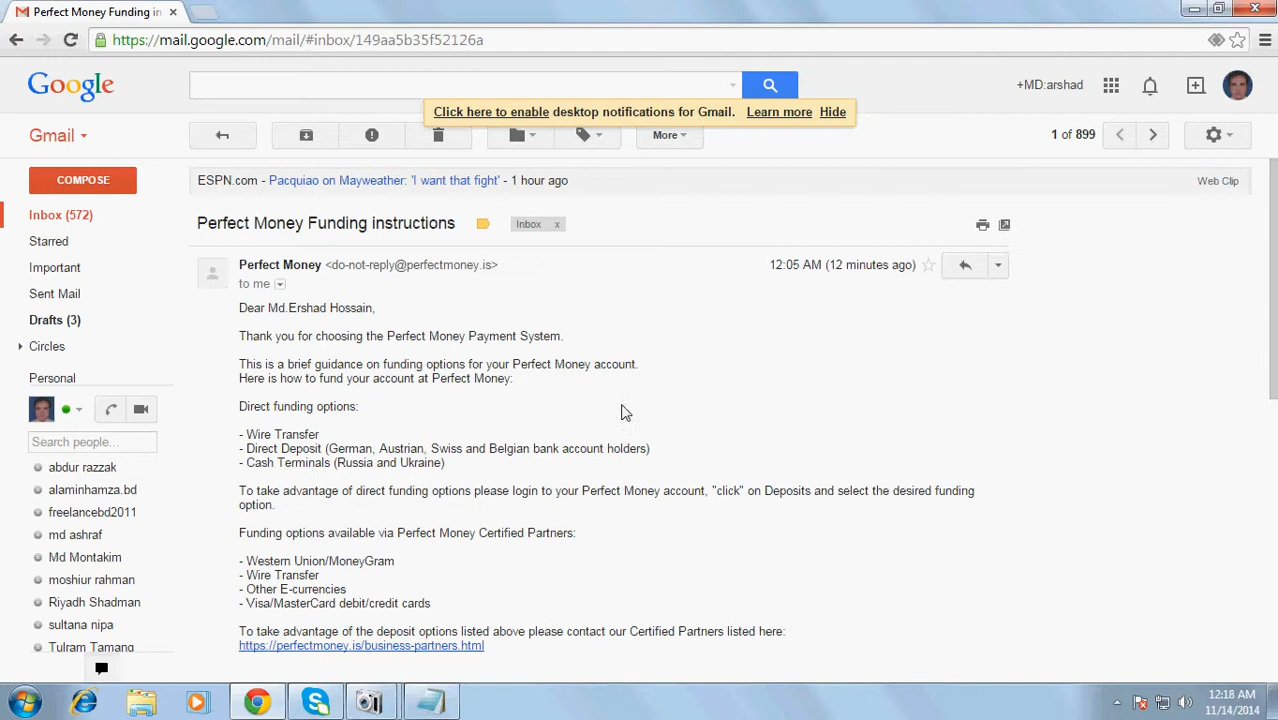 Perfect Money Funding in
https://mail.google.com/mail/#inbox/149aa5b35f52126a
Google
+MD:arshad
Click here to enable desktop notifications for Gmail. Learn more Hide
Gmail
More
1 of 899
COMPOSE
ESPN.com - Pacquiao on Mayweather: 'I want that fight' - 1 hour ago
Web Clip
Inbox (572)
Starred
Important
Sent Mail
Drafts (3)
Circles
Personal
Search people...
abdur razzak
alaminhamza.bd
freelancebd2011
md ashraf
Md Montakim
moshiur rahman
Riyadh Shadman
sultana nipa
Tulram Tamang
Perfect Money Funding instructions
Inbox x
Perfect Money <do-not-reply@perfectmoney.is>
12:05 AM (12 minutes ago)
to me
Dear Md.Ershad Hossain,
Thank you for choosing the Perfect Money Payment System.
This is a brief guidance on funding options for your Perfect Money account.
Here is how to fund your account at Perfect Money:
Direct funding options:
- Wire Transfer
- Direct Deposit (German, Austrian, Swiss and Belgian bank account holders)
- Cash Terminals (Russia and Ukraine)
To take advantage of direct funding options please login to your Perfect Money account, "click" on Deposits and select the desired funding
option.
Funding options available via Perfect Money Certified Partners:
- Western Union/MoneyGram
- Wire Transfer
- Other E-currencies
- Visa/MasterCard debit/credit cards
To take advantage of the deposit options listed above please contact our Certified Partners listed here:
https://perfectmoney.is/business-partners.html
12:18 AM
11/14/2014